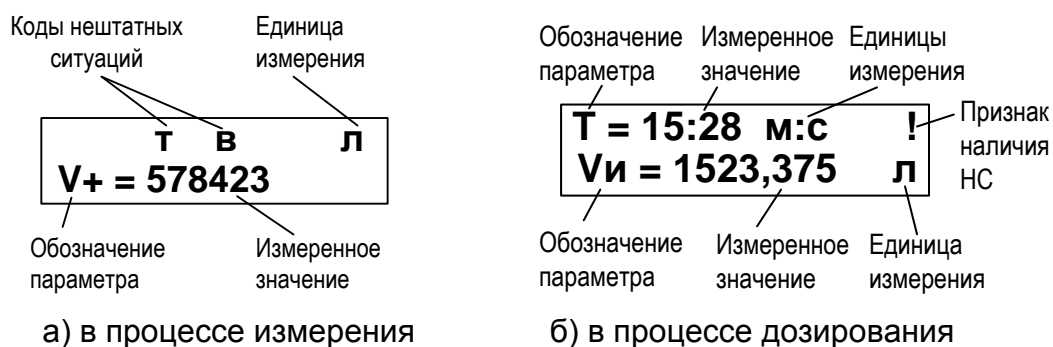 Коды нештатных
ситуаций
Единица
измерения
т в л
V+ = 578423
Обозначение
параметра
Измеренное
значение
а) в процессе измерения
Обозначение
параметра
Измеренное
значение
Единицы
измерения
Т = 15:28 м:с !
Vи = 1523,375 л
Признак
наличия
НС
Обозначение
параметра
Измеренное
значение
Единица
измерения
б) в процессе дозирования